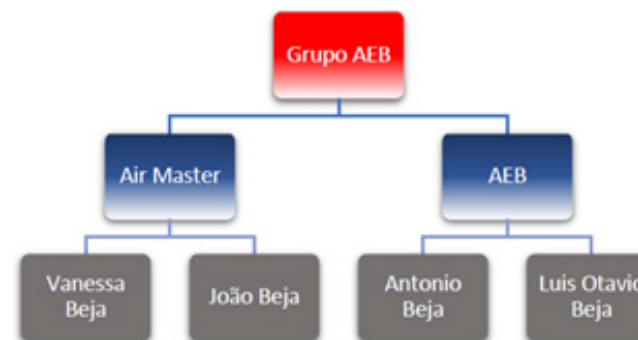 Grupo AEB
Air Master
AEB
Vanessa
Beja
João Beja
Antonio
Beja
Luis Otavio
Beja